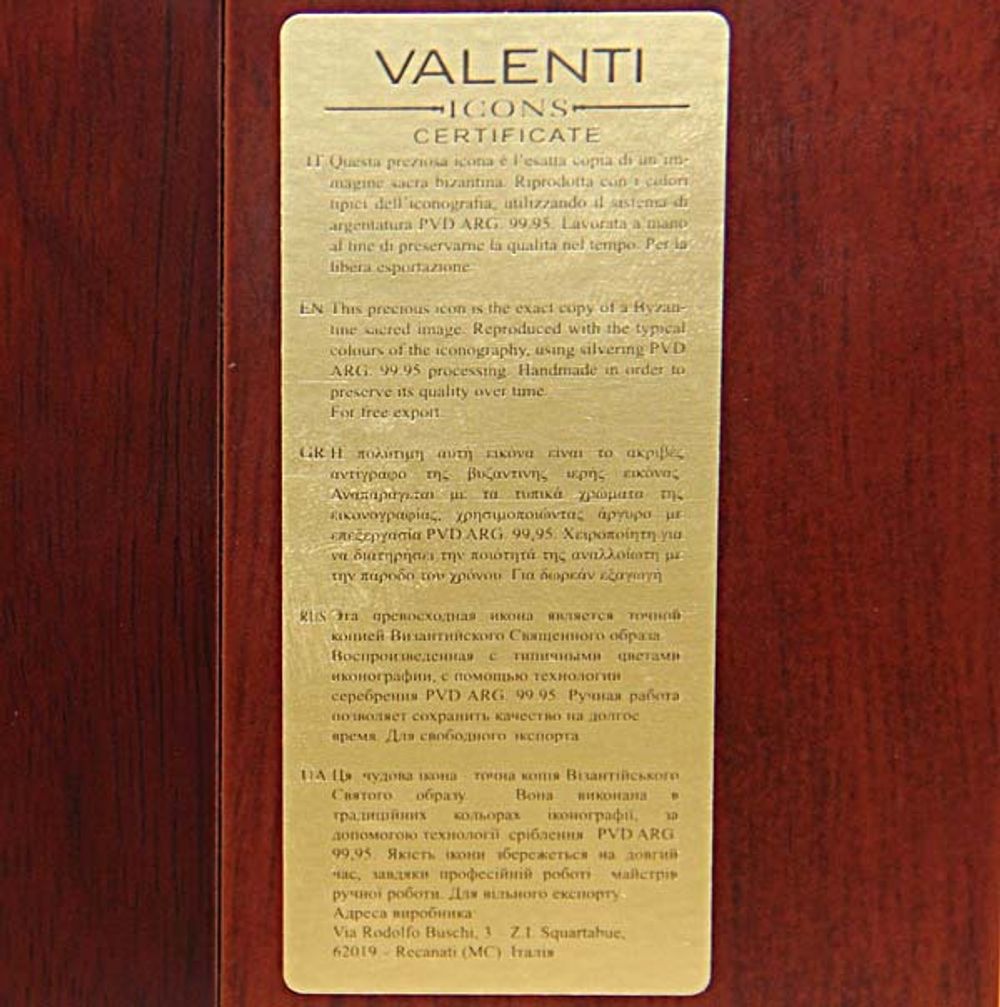 VALENTI
ICONS
CERTIFICATE
IT Questa preziosa icona è l'esatta copia di un'im-
magine sacra bizantina. Riprodotta con i colori
tipici dell'iconografia, utilizzando il sistema di
argentatura PVD ARG. 99.95. Lavorata a mano
al fine di preservarne la qualità nel tempo. Per la
libera esportazione.
EN This precious icon is the exact copy of a Byzan-
tine sacred image. Reproduced with the typical
colours of the iconography, using silvering PVD
ARG. 99.95 processing. Handmade in order to
preserve its quality over time.
For free export.
GR Η πολύτιμη αυτή εικόνα είναι το ακριβές
αντίγραφο της βυζαντινής ιερής εικόνας.
Αναπαράγεται με τα τυπικά χρώματα της
εικονογραφίας, χρησιμοποιώντας άργυρο με
επεξεργασία PVD ARG. 99,95. Χειροποίητη για
να διατηρήσει την ποιότητά της αναλλοίωτη με
την πάροδο του χρόνου. Για δωρεάν εξαγωγή
RUS Эта превосходная икона является точной
копией Византийского Священного образа.
Воспроизведенная с типичными цветами
иконографии, с помощью технологии
серебрения PVD ARG. 99.95. Ручная работа
позволяет сохранить качество на долгое
время. Для свободного экспорта.
UA Ця чудова ікона - точна копія Візантійського
Святого образу. Вона виконана в
традиційних кольорах іконографії, за
допомогою технології сріблення PVD ARG.
99,95. Якість ікони збережеться на довгий
час, завдяки професійній роботі майстрів
ручної роботи. Для вільного експорту.
Адреса виробника:
Via Rodolfo Buschi, 3 - Z.I. Squartabue,
62019 - Recanati (MC) Італія